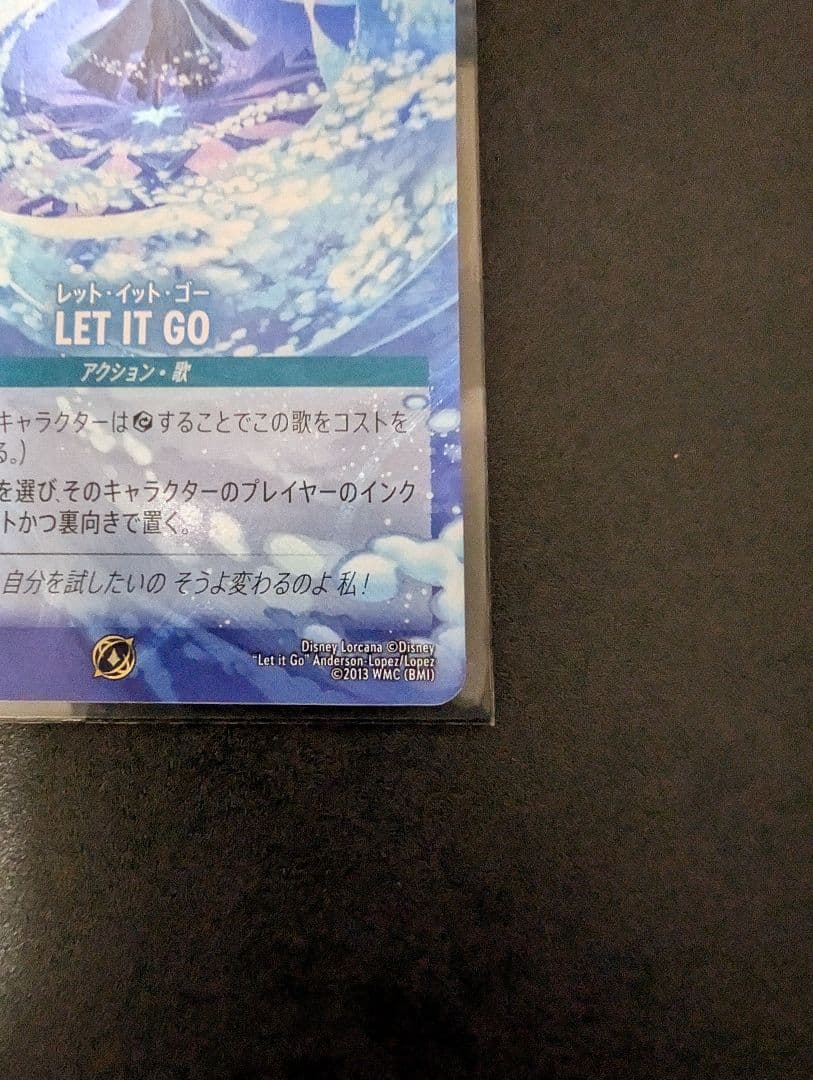 レット・イット・ゴー
LET IT GO
アクション・歌
キャラクターは することでこの歌をコストを
る。)
を選び、そのキャラクターのプレイヤーのインク
トかつ裏向きで置く。
自分を試したいの そうよ変わるのよ 私!
Disney Lorcana ©Disney
"Let it Go" Anderson-Lopez/Lopez
©2013 WMC (BMI)